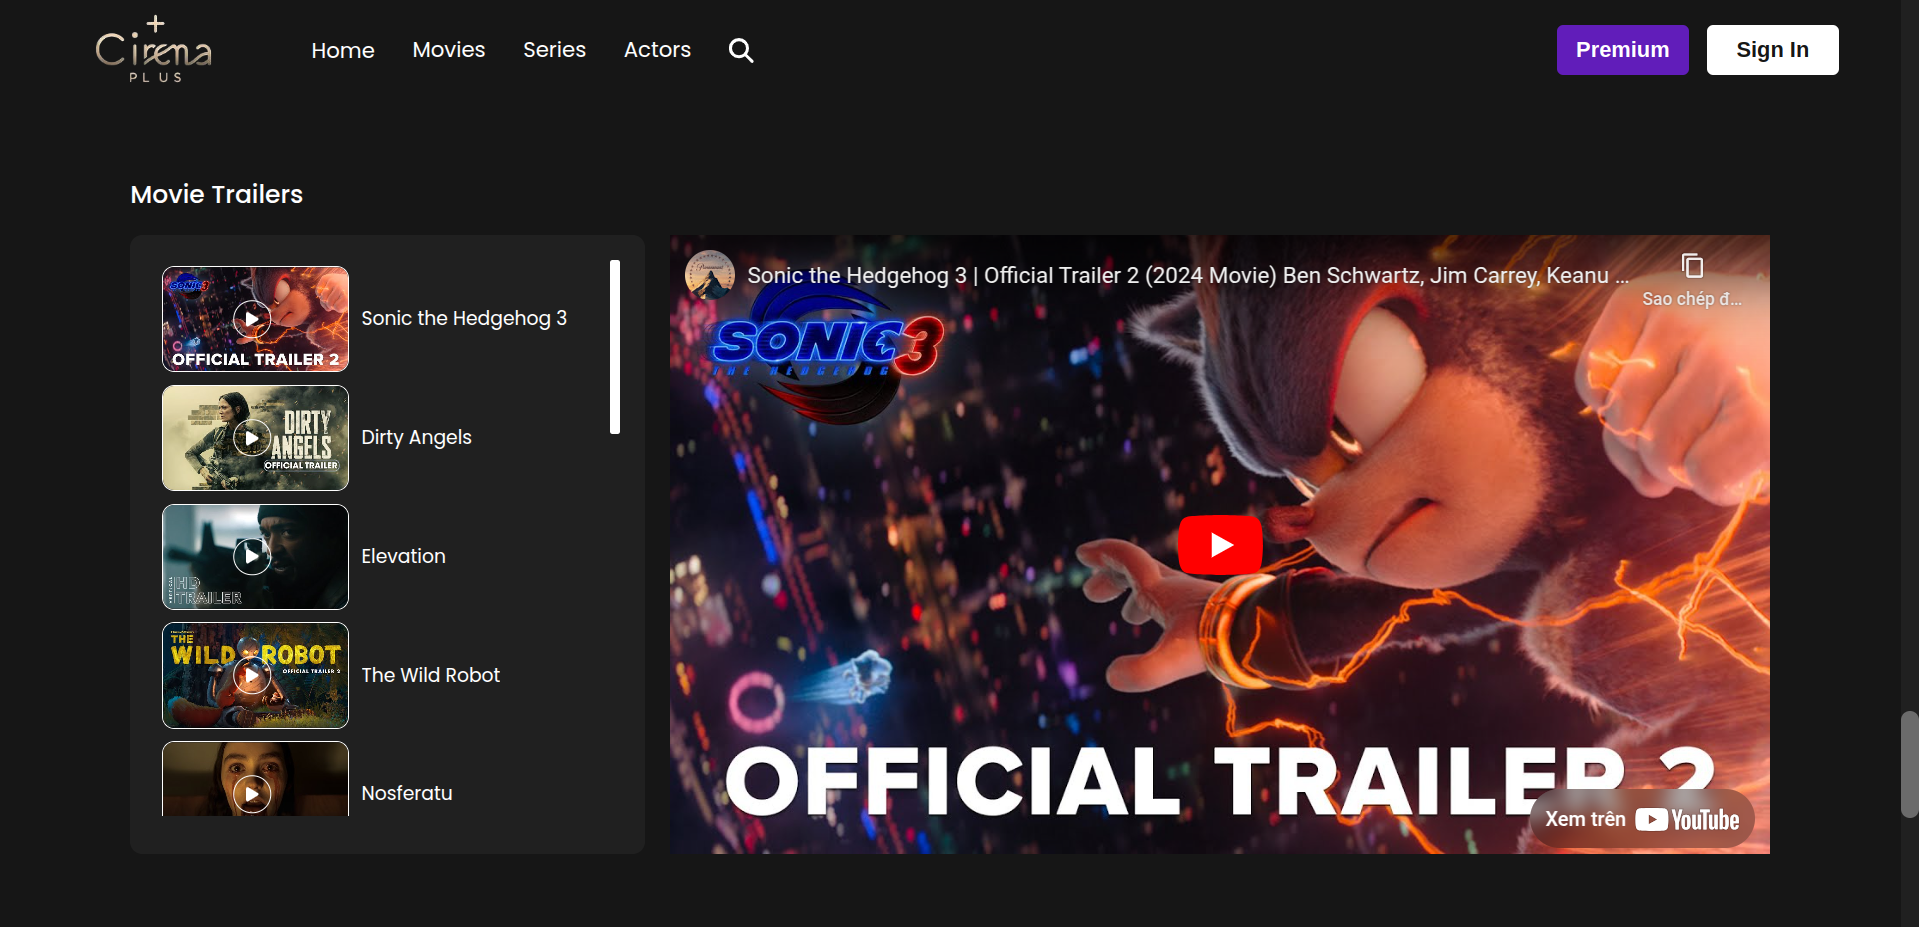 Cinema
PLUS
Home
Movies
Series
Actors
Premium
Sign In
Movie Trailers
SONIC 3
OFFICIAL TRAILER 2
Sonic the Hedgehog 3
DIRTY
ANGELS
OFFICIAL TRAILER
Dirty Angels
HD
TRAILER
Elevation
THE
WILD ROBOT
OFFICIAL TRAILER 2
The Wild Robot
Nosferatu
Sonic the Hedgehog 3 | Official Trailer 2 (2024 Movie) Ben Schwartz, Jim Carrey, Keanu ...
Sao chép đ...
SONIC 3
THE HEDGEHOG
OFFICIAL TRAILER 2
Xem trên YouTube